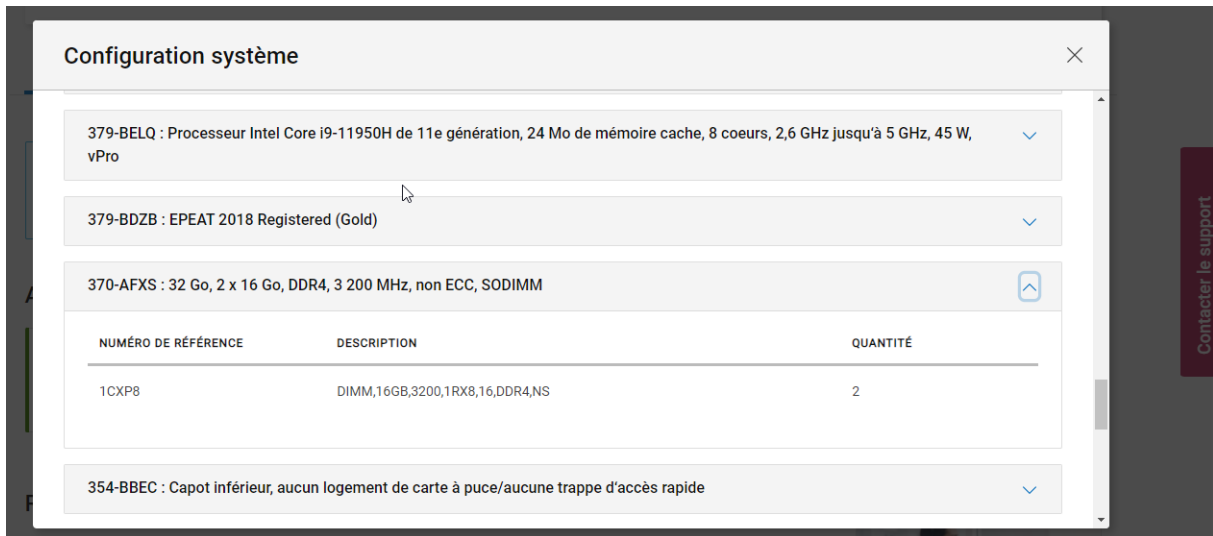 Configuration système
379-BELQ : Processeur Intel Core i9-11950H de 11e génération, 24 Mo de mémoire cache, 8 coeurs, 2,6 GHz jusqu'à 5 GHz, 45 W,
vPro
379-BDZB : EPEAT 2018 Registered (Gold)
370-AFXS : 32 Go, 2 x 16 Go, DDR4, 3 200 MHz, non ECC, SODIMM
NUMÉRO DE RÉFÉRENCE DESCRIPTION QUANTITÉ
1CXP8 DIMM,16GB,3200,1RX8,16,DDR4,NS 2
354-BBEC : Capot inférieur, aucun logement de carte à puce/aucune trappe d'accès rapide
Contacter le support